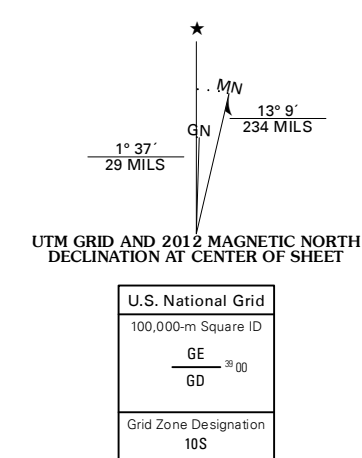 ★
MN
GN
13° 9´
234 MILS
1° 37´
29 MILS
UTM GRID AND 2012 MAGNETIC NORTH
DECLINATION AT CENTER OF SHEET
U.S. National Grid
100,000-m Square ID
GE
39 00
GD
Grid Zone Designation
10S